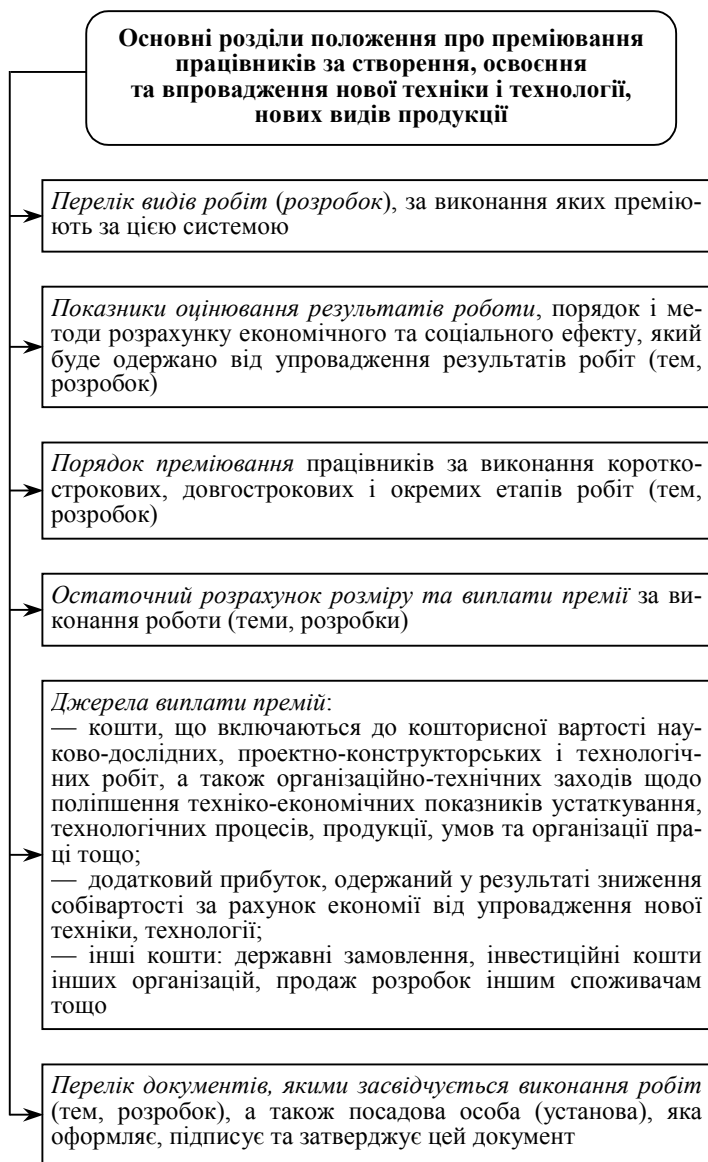 Основні розділи положення про преміювання
працівників за створення, освоєння
та впровадження нової техніки і технології,
нових видів продукції
Перелік видів робіт (розробок), за виконання яких премію-
ють за цією системою
Показники оцінювання результатів роботи, порядок і ме-
тоди розрахунку економічного та соціального ефекту, який
буде одержано від упровадження результатів робіт (тем,
розробок)
Порядок преміювання працівників за виконання коротко-
строкових, довгострокових і окремих етапів робіт (тем,
розробок)
Остаточний розрахунок розміру та виплати премії за ви-
конання роботи (теми, розробки)
Джерела виплати премій:
— кошти, що включаються до кошторисної вартості нау-
ково-дослідних, проектно-конструкторських і технологіч-
них робіт, а також організаційно-технічних заходів щодо
поліпшення техніко-економічних показників устаткування,
технологічних процесів, продукції, умов та організації пра-
ці тощо;
— додатковий прибуток, одержаний у результаті зниження
собівартості за рахунок економії від упровадження нової
техніки, технології;
— інші кошти: державні замовлення, інвестиційні кошти
інших організацій, продаж розробок іншим споживачам
тощо
Перелік документів, якими засвідчується виконання робіт
(тем, розробок), а також посадова особа (установа), яка
оформляє, підписує та затверджує цей документ